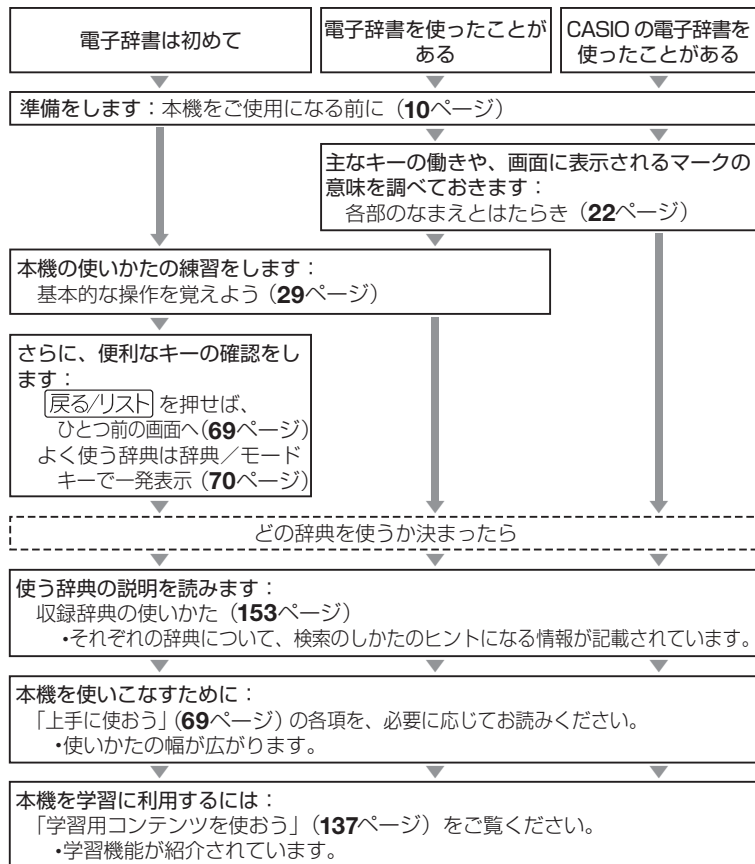 電子辞書は初めて
電子辞書を使ったことが
ある
CASIO の電子辞書を
使ったことがある
準備をします：本機をご使用になる前に（10ページ）
主なキーの働きや、画面に表示されるマークの
意味を調べておきます：
各部のなまえとはたらき（22ページ）
本機の使いかたの練習をします：
基本的な操作を覚えよう（29ページ）
さらに、便利なキーの確認をし
ます：
戻る/リスト を押せば、
ひとつ前の画面へ（69ページ）
よく使う辞典は辞典／モード
キーで一発表示（70ページ）
どの辞典を使うか決まったら
使う辞典の説明を読みます：
収録辞典の使いかた（153ページ）
・それぞれの辞典について、検索のしかたのヒントになる情報が記載されています。
本機を使いこなすために：
「上手に使おう」（69ページ）の各項を、必要に応じてお読みください。
・使いかたの幅が広がります。
本機を学習に利用するには：
「学習用コンテンツを使おう」（137ページ）をご覧ください。
・学習機能が紹介されています。